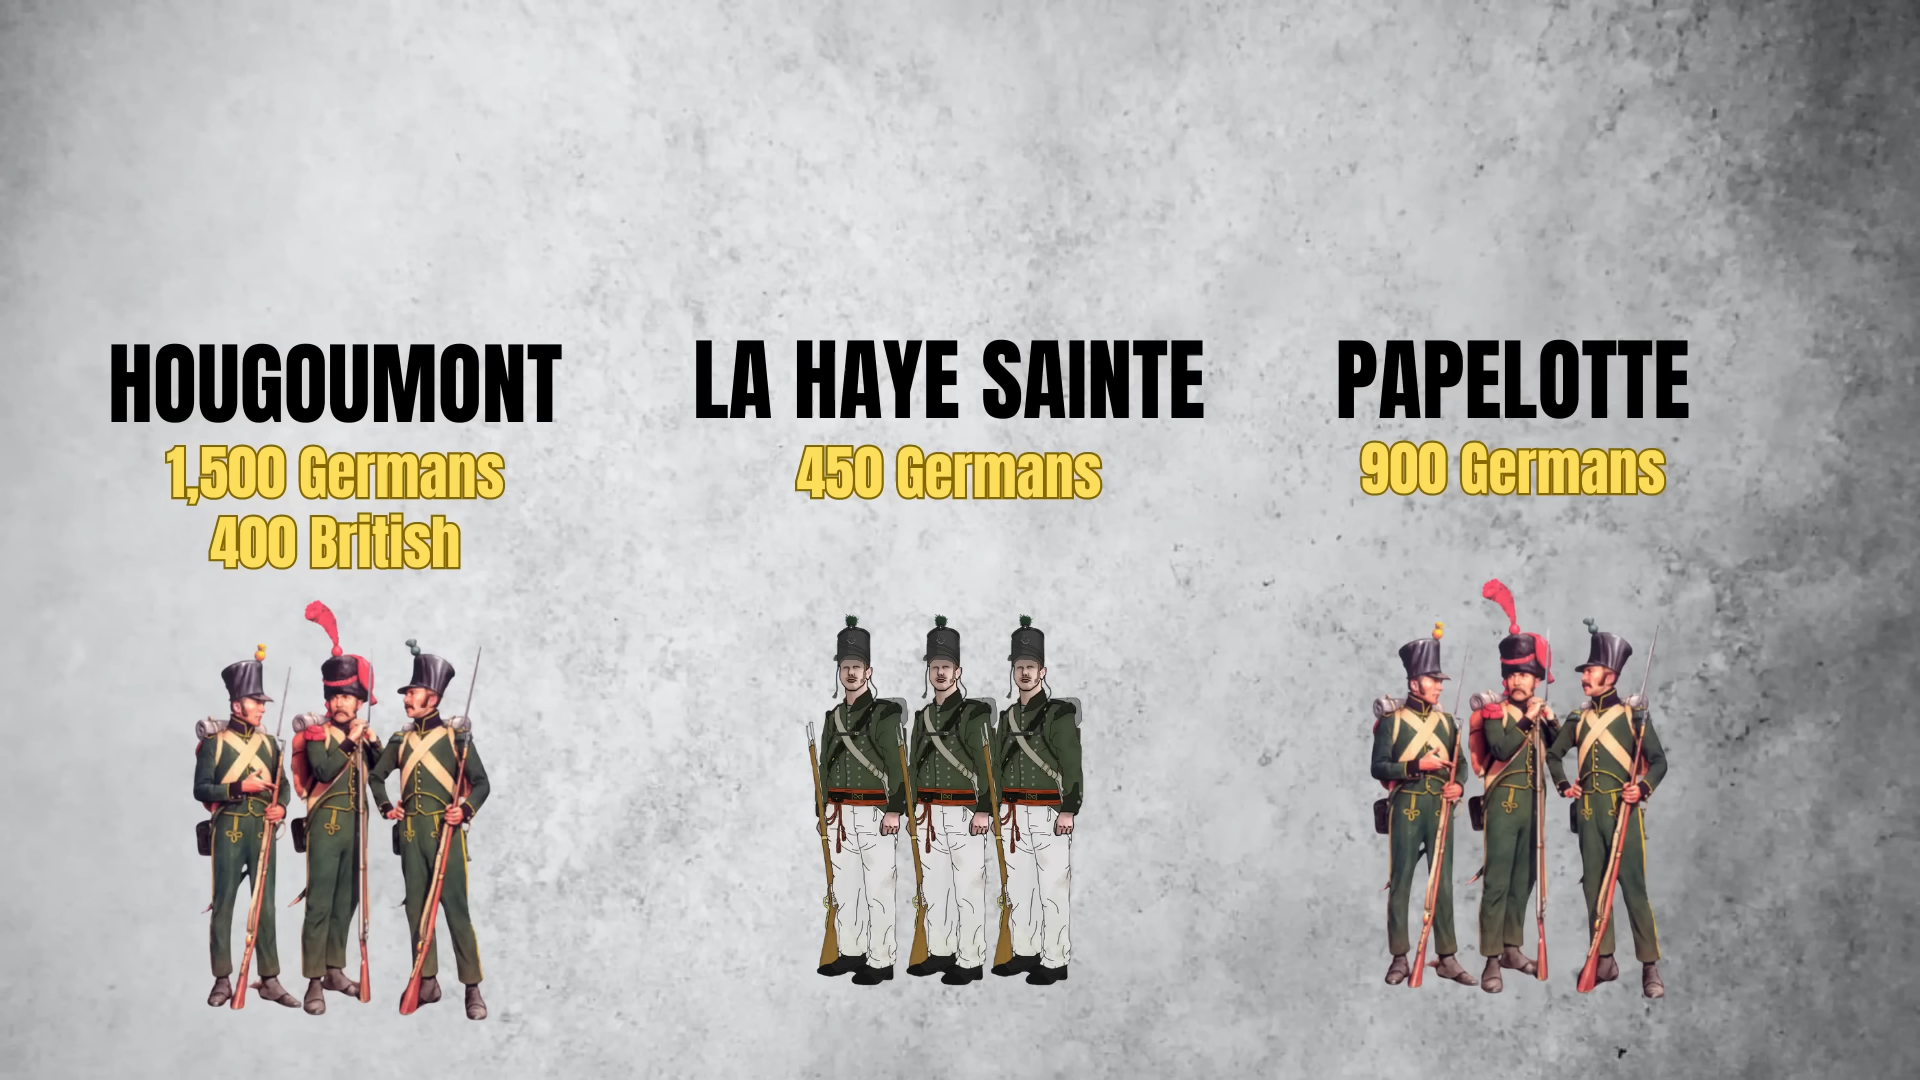 HOUGOUMONT
1,500 Germans
400 British
LA HAYE SAINTE
450 Germans
PAPELOTTE
900 Germans